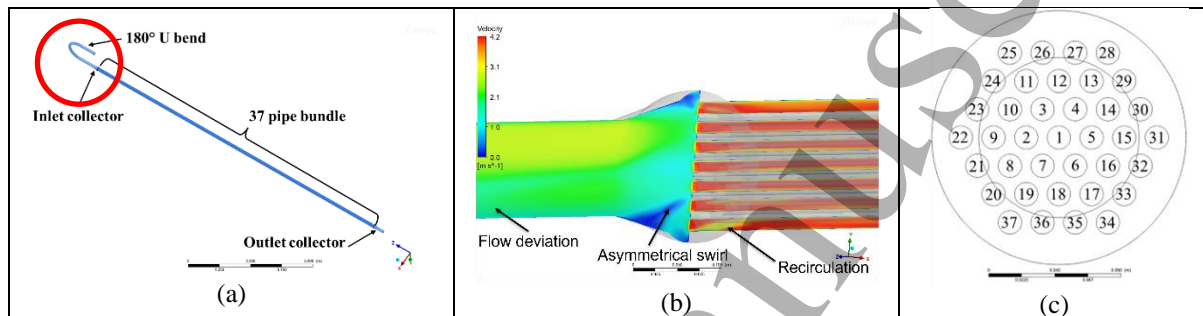 180° U bend
Inlet collector
37 pipe bundle
Outlet collector
(a)
Velocity
4.2
3.1
2.1
1.0
0.0
[m s^-1]
Flow deviation
Asymmetrical swirl
Recirculation
(b)
25 26 27 28
24 11 12 13 29
23 10 3 4 14 30
22 9 2 1 5 15 31
21 8 7 6 16 32
20 19 18 17 33
37 36 35 34
(c)